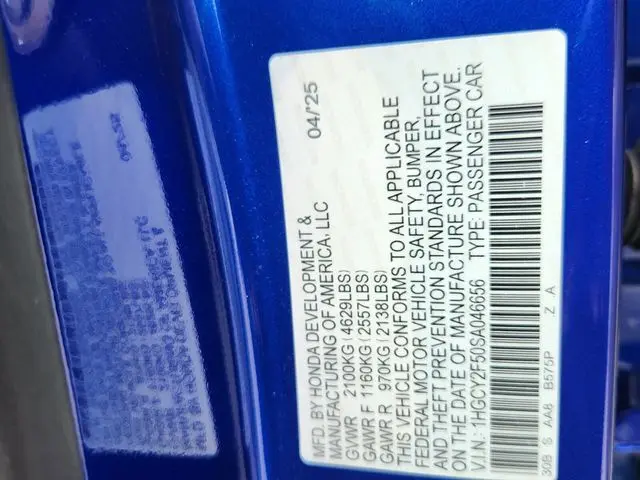 MFD. BY HONDA DEVELOPMENT & 04/25
MANUFACTURING OF AMERICA, LLC
GVWR 2100KG (4629LBS)
GAWR F 1160KG (2557LBS)
GAWR R 970KG (2138LBS)
THIS VEHICLE CONFORMS TO ALL APPLICABLE
FEDERAL MOTOR VEHICLE SAFETY, BUMPER,
AND THEFT PREVENTION STANDARDS IN EFFECT
ON THE DATE OF MANUFACTURE SHOWN ABOVE.
V.I.N.: 1HGCY2F50SA046656 TYPE: PASSENGER CAR
30B S AA8 B575P Z A